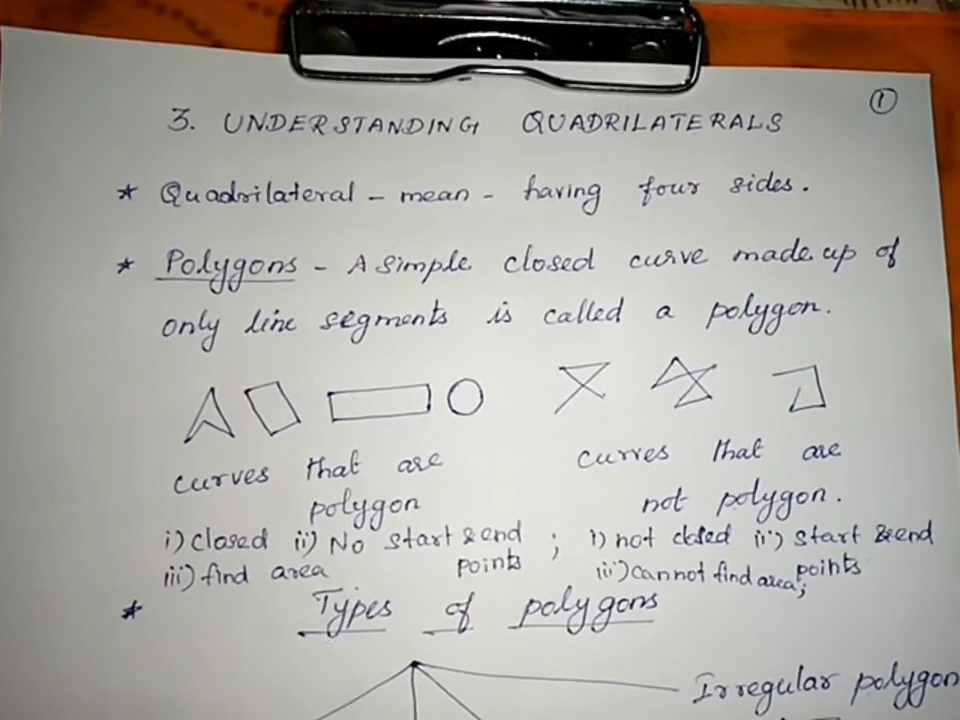 1
3. UNDERSTANDING QUADRILATERALS
* Quadrilateral - mean - having four sides.
* Polygons - A simple closed curve made up of
only line segments is called a polygon.
curves that are polygon
curves that are not polygon.
i) closed ii) No start & end points ; i) not closed ii) start & end points
iii) find area iii) cannot find area;
* Types of polygons
Irregular polygon